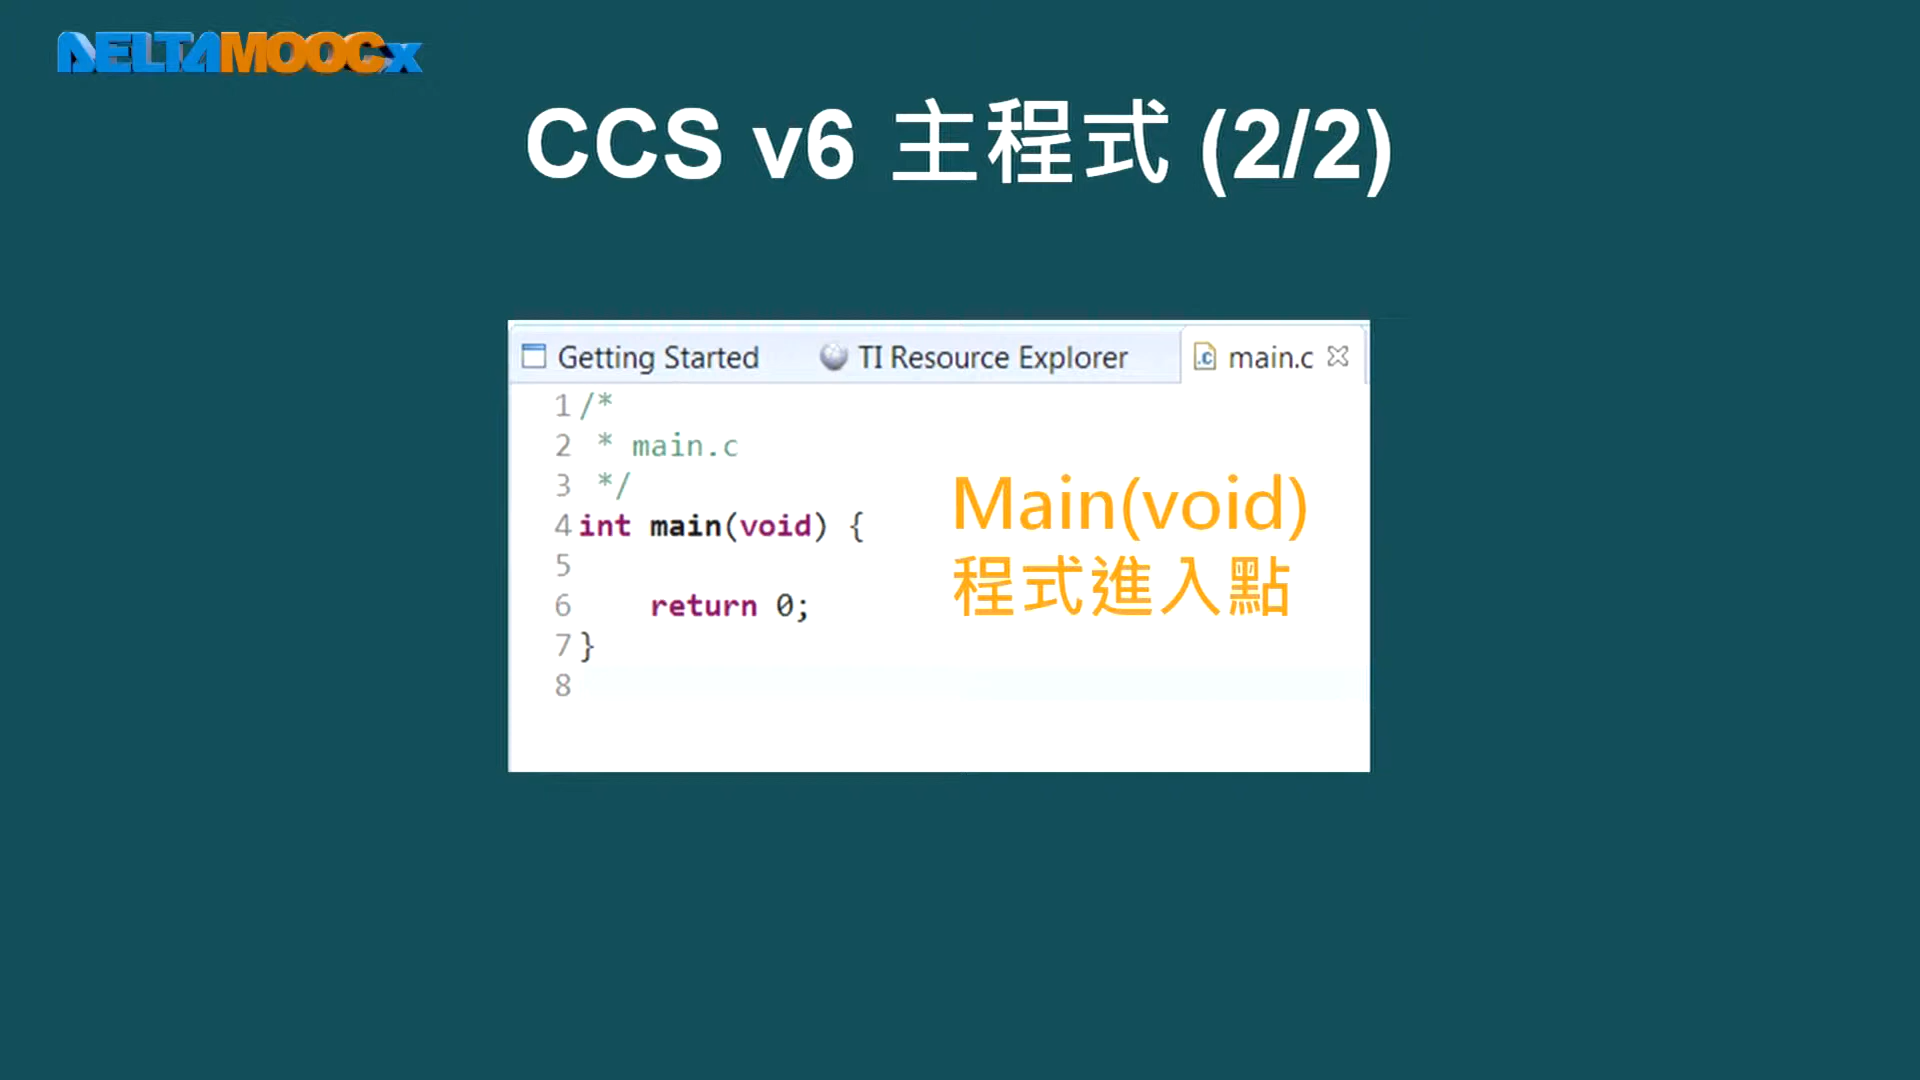 DELTAMOOCx
CCS v6 主程式 (2/2)
Getting Started TI Resource Explorer main.c
1 /*
2 * main.c
3 */
4 int main(void) {
5
6 return 0;
7 }
8
Main(void)
程式進入點